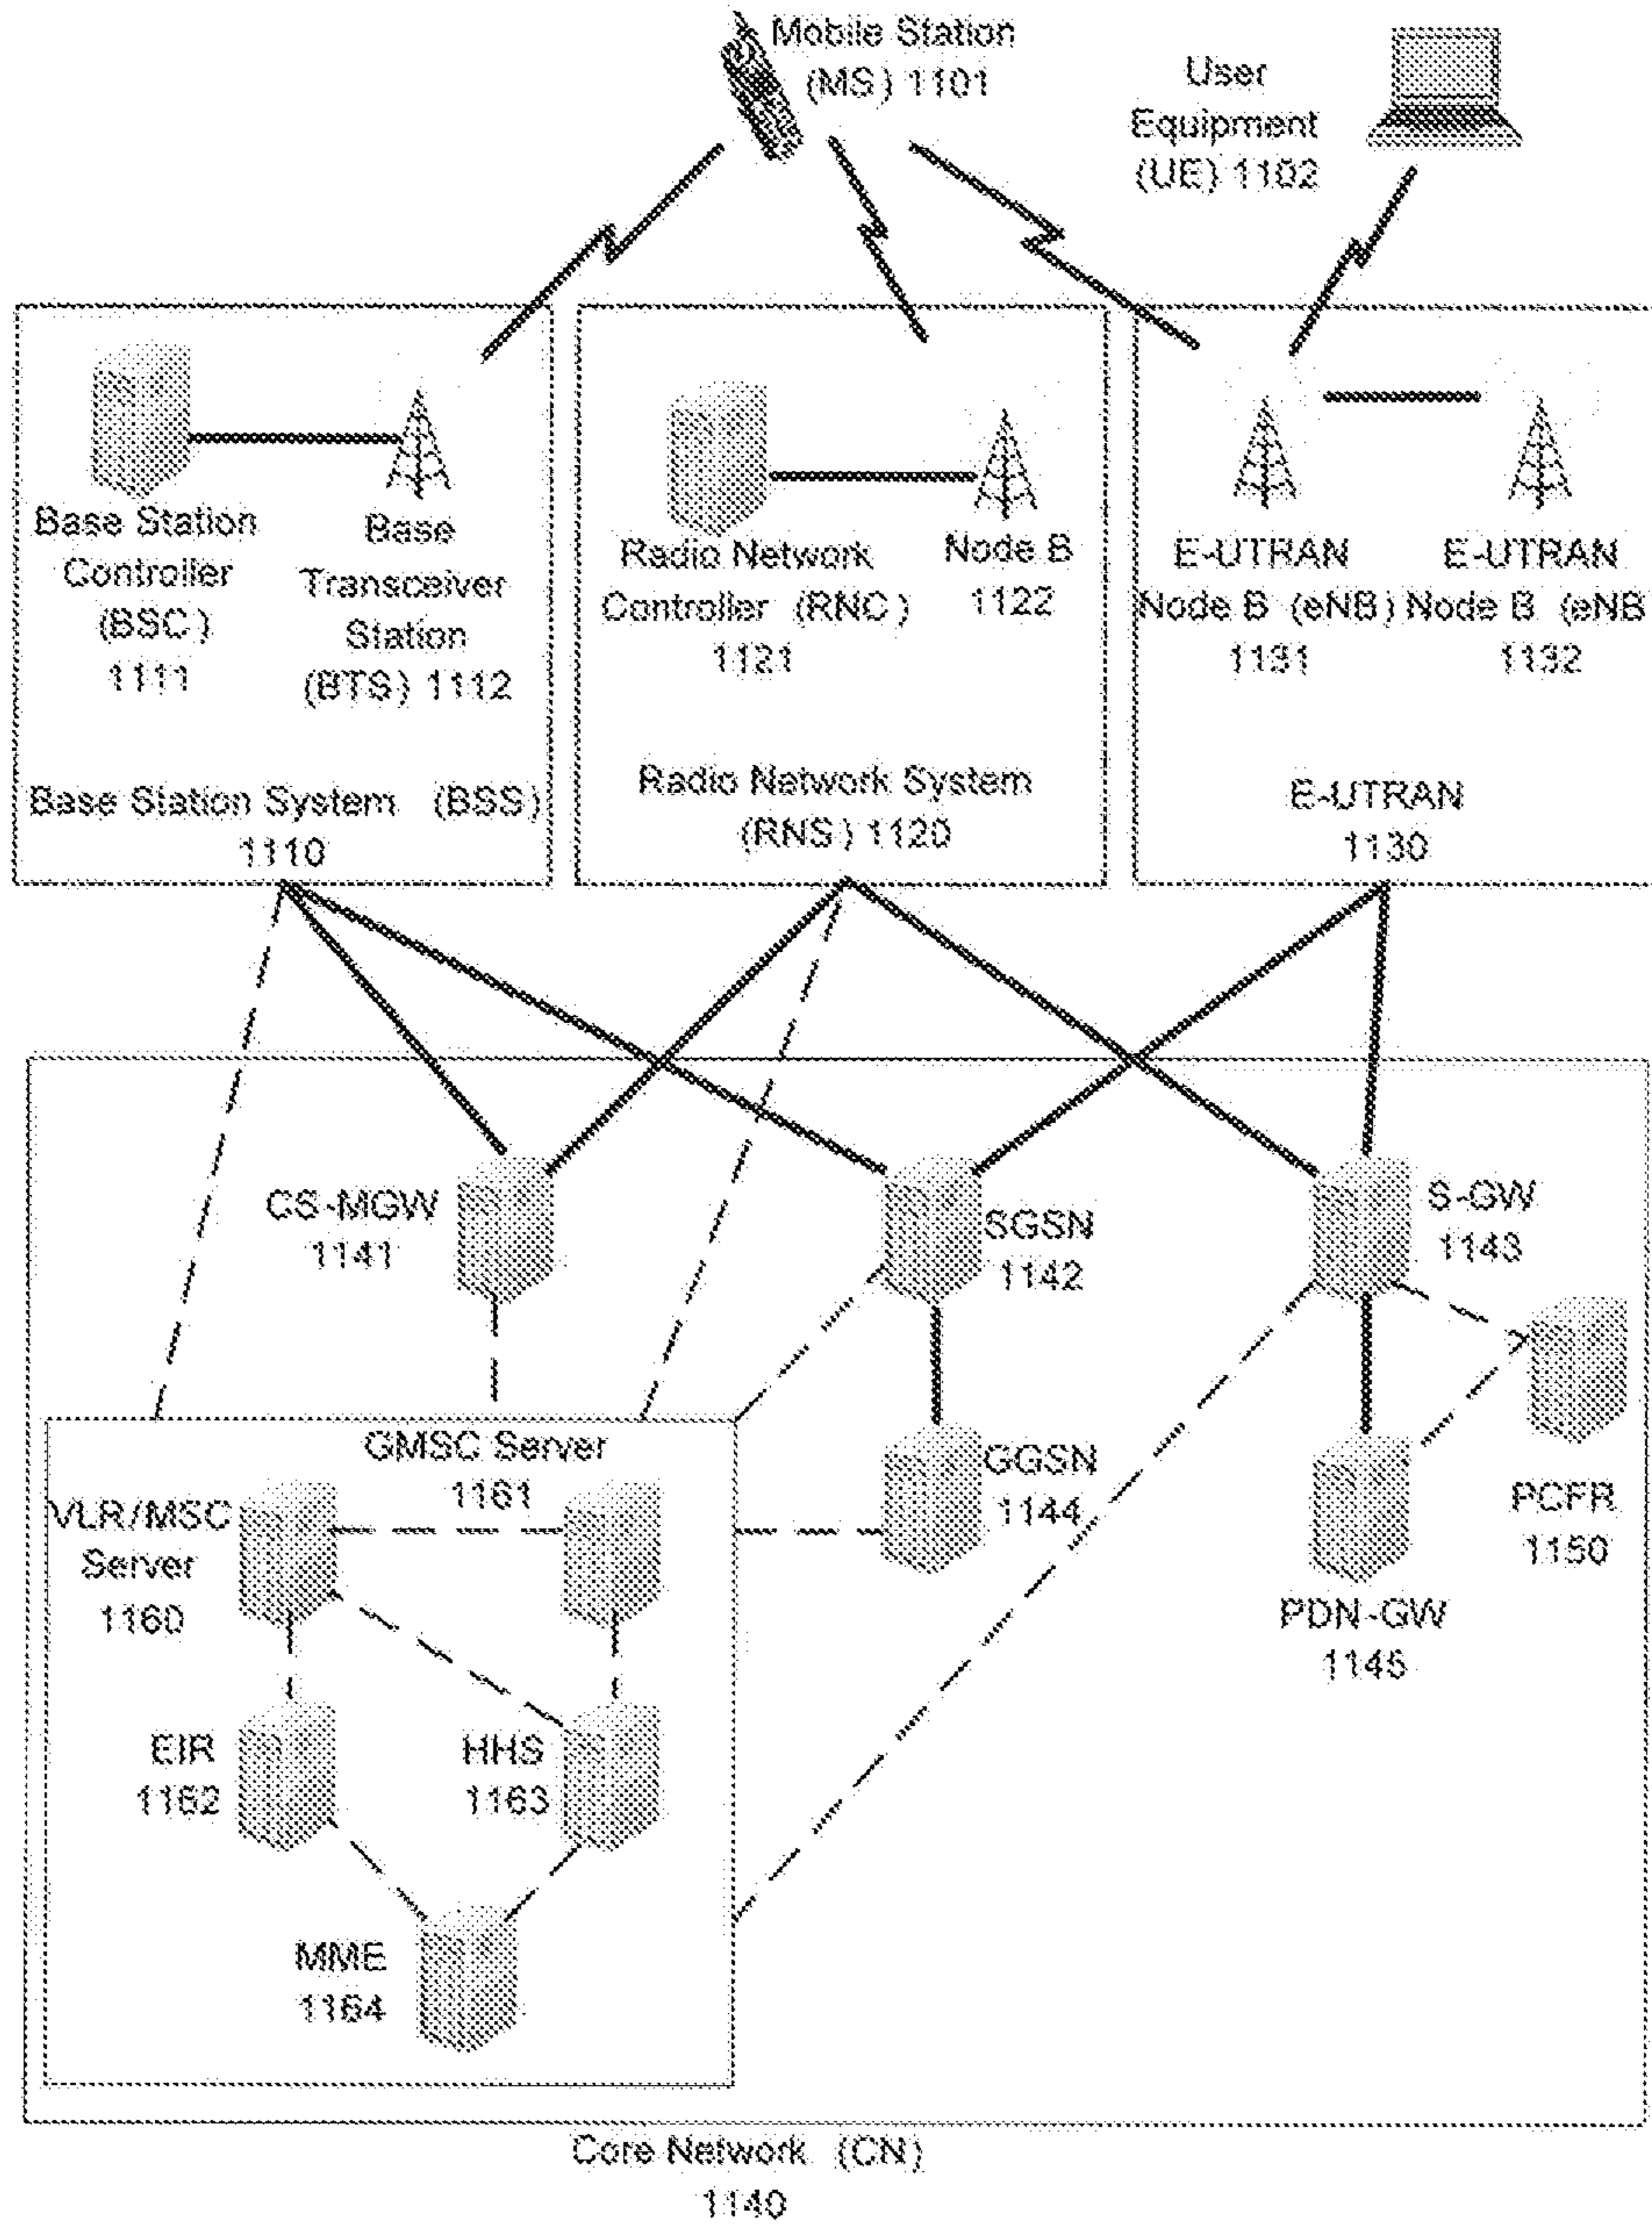 Mobile Station
(MS) 1101
User
Equipment
(UE) 1102
Base Station
Controller
(BSC)
1111
Base
Transceiver
Station
(BTS) 1112
Base Station System (BSS)
1110
Radio Network
Controller (RNC)
1121
Node B
1122
Radio Network System
(RNS) 1120
E-UTRAN
Node B (eNB)
1131
E-UTRAN
Node B (eNB
1132
E-UTRAN
1130
CS-MGW
1141
SGSN
1142
S-GW
1143
GMSC Server
1161
VLR/MSC
Server
1160
GGSN
1144
PCFR
1150
PDN-GW
1145
EIR
1162
HHS
1163
MME
1164
Core Network (CN)
1140